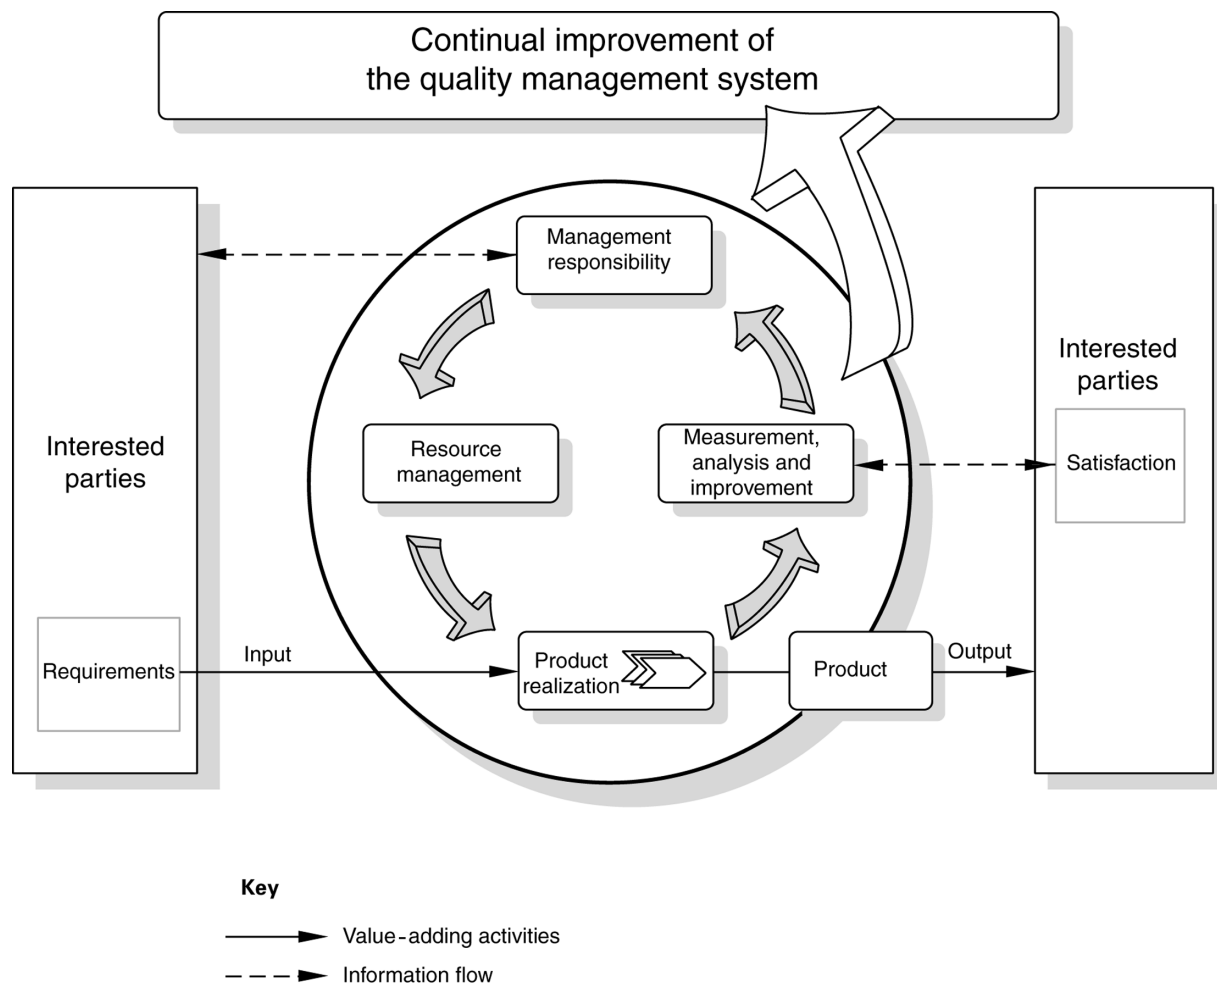 Continual improvement of
the quality management system
Management
responsibility
Interested
parties
Interested
parties
Resource
management
Measurement,
analysis and
improvement
Satisfaction
Requirements
Input
Product
realization
Product
Output
Key
Value-adding activities
Information flow